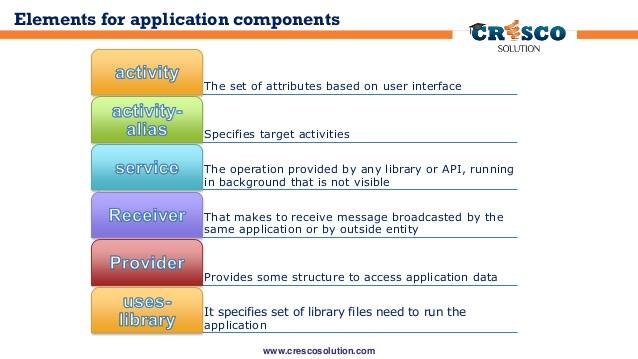 Elements for application components
CRESCO
SOLUTION
activity
The set of attributes based on user interface
activity-
alias
Specifies target activities
service
The operation provided by any library or API, running
in background that is not visible
Receiver
That makes to receive message broadcasted by the
same application or by outside entity
Provider
Provides some structure to access application data
uses-
library
It specifies set of library files need to run the
application
www.crescosolution.com